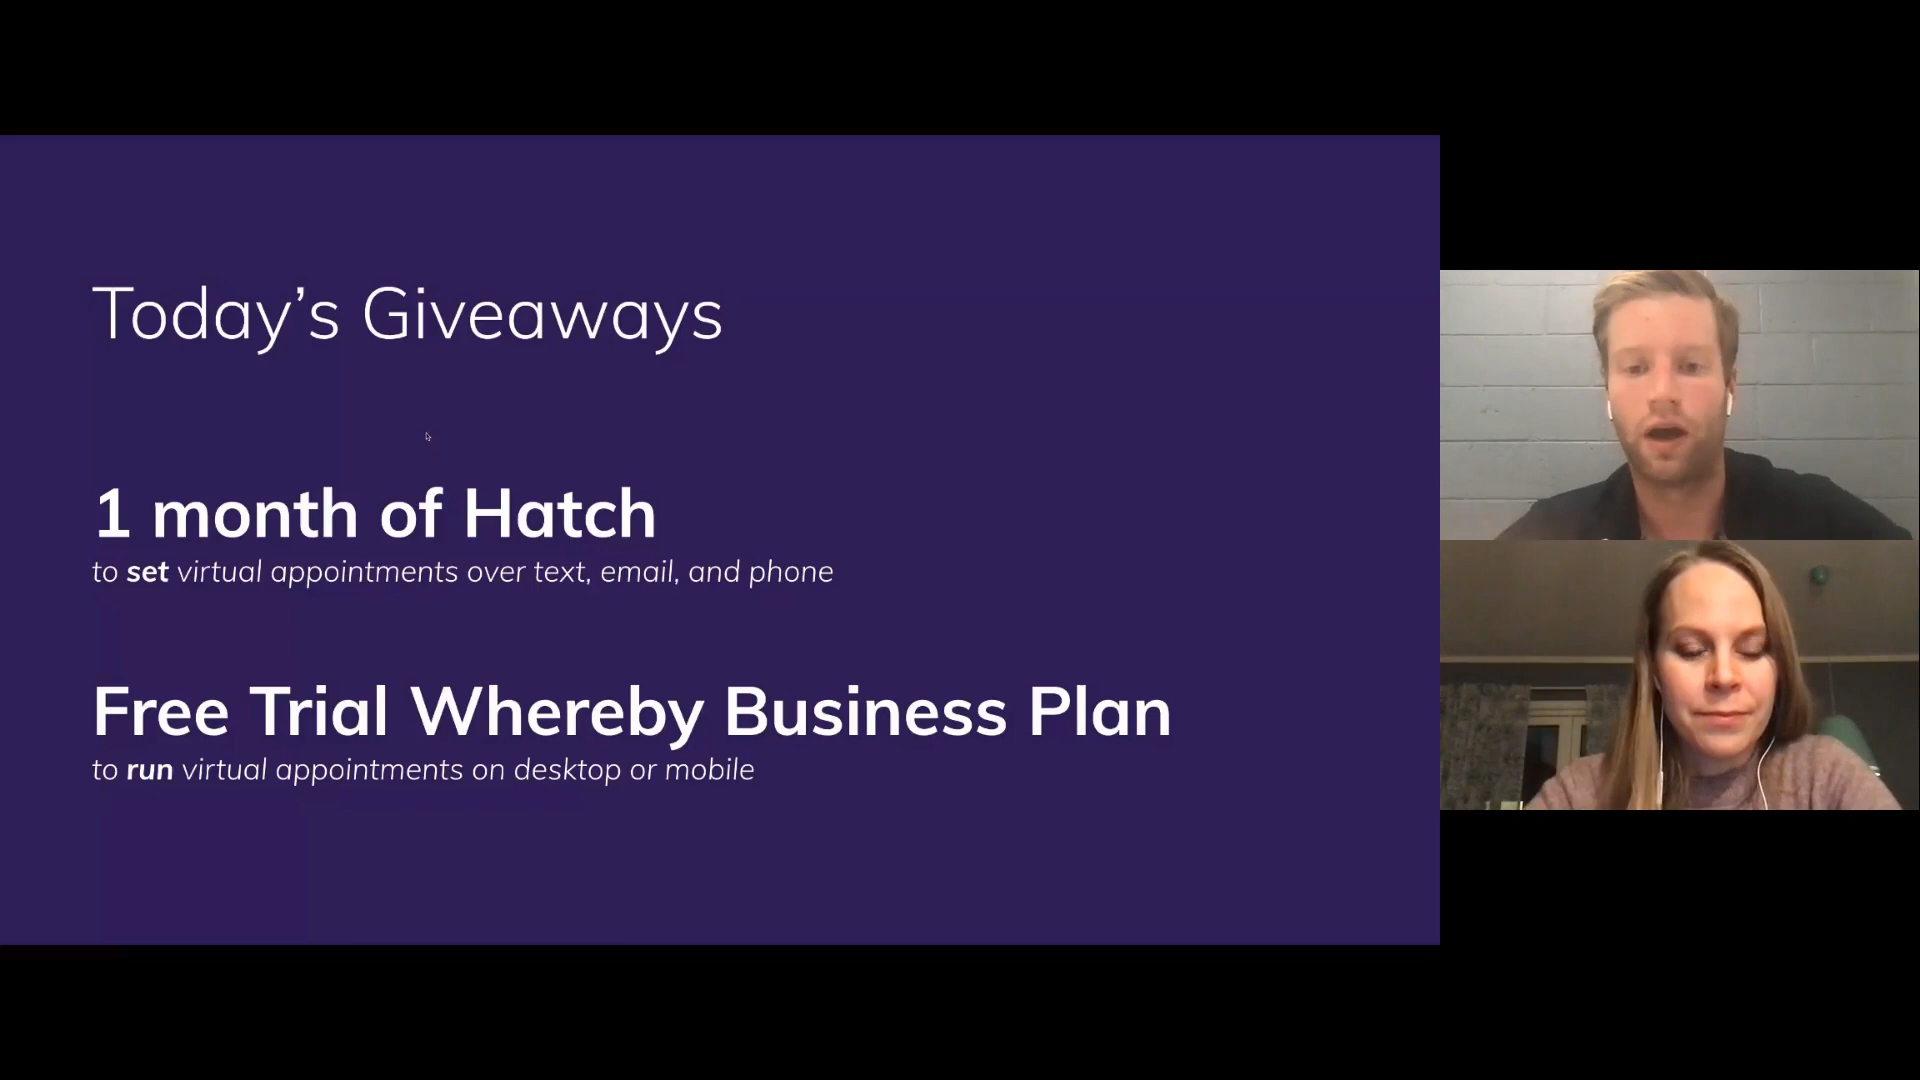 Today’s Giveaways
1 month of Hatch
to set virtual appointments over text, email, and phone
Free Trial Whereby Business Plan
to run virtual appointments on desktop or mobile